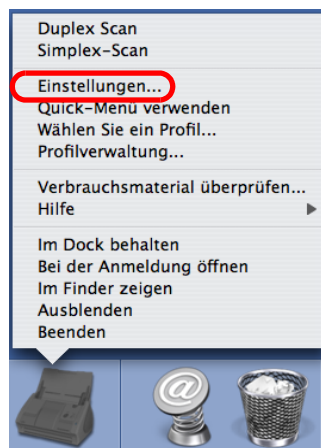 Duplex Scan
Simplex-Scan
Einstellungen...
Quick-Menü verwenden
Wählen Sie ein Profil...
Profilverwaltung...
Verbrauchsmaterial überprüfen...
Hilfe
Im Dock behalten
Bei der Anmeldung öffnen
Im Finder zeigen
Ausblenden
Beenden
@